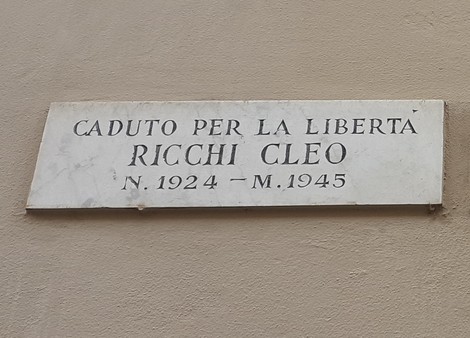 CADUTO PER LA LIBERTÀ
RICCHI CLEO
N. 1924 - M. 1945